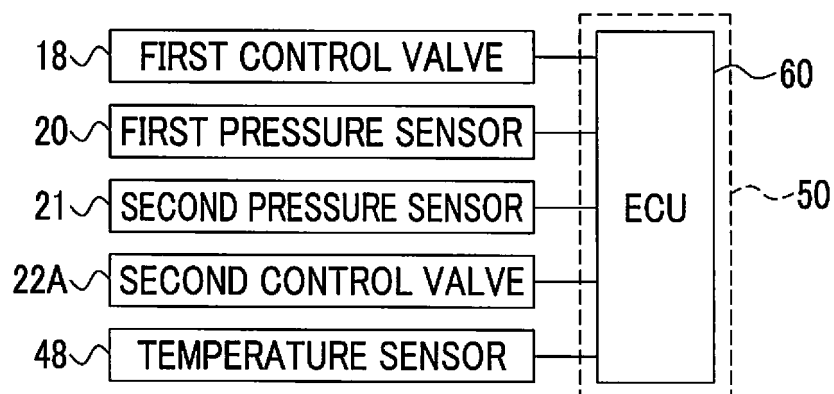 18 FIRST CONTROL VALVE
60
20 FIRST PRESSURE SENSOR
21 SECOND PRESSURE SENSOR
ECU
50
22A SECOND CONTROL VALVE
48 TEMPERATURE SENSOR